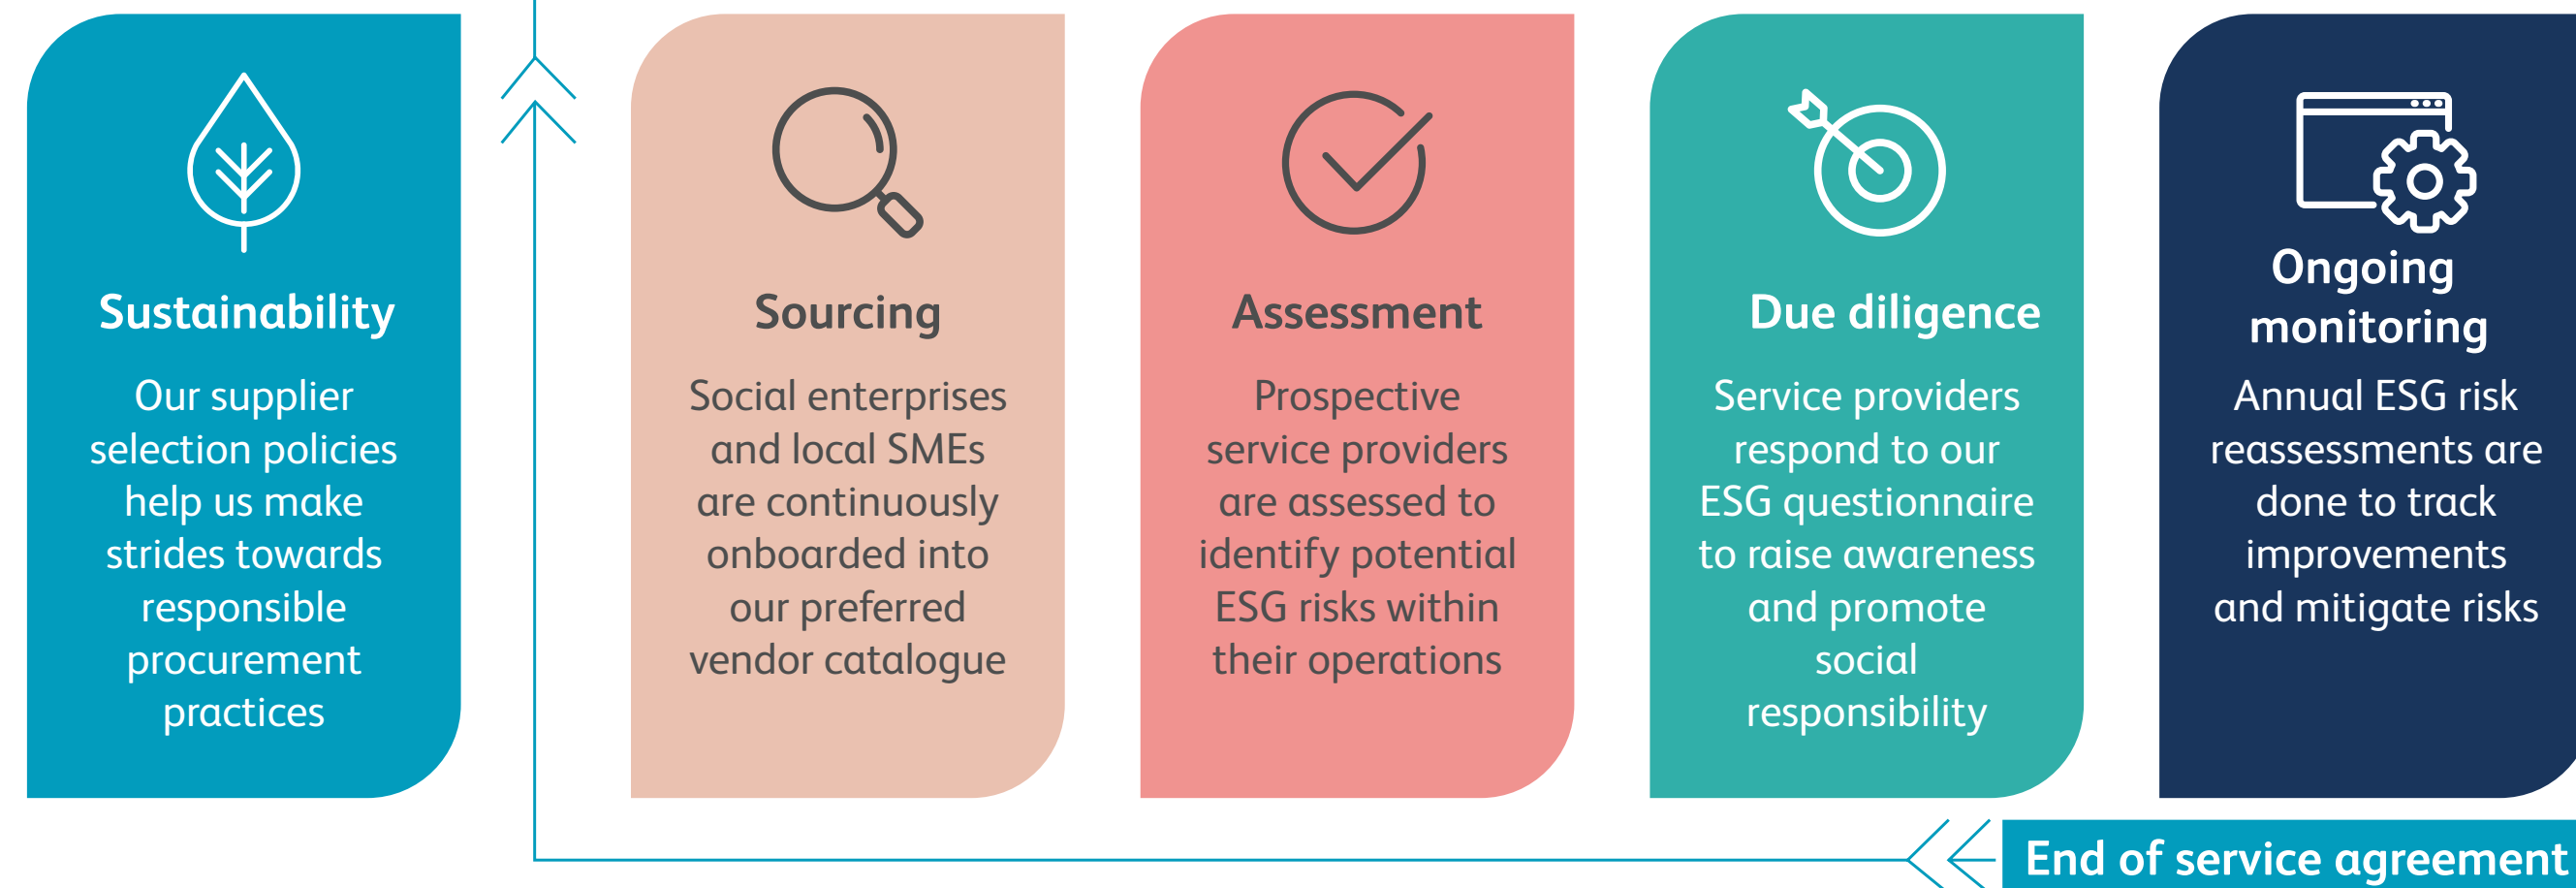 Sustainability
Our supplier
selection policies
help us make
strides towards
responsible
procurement
practices
Sourcing
Social enterprises
and local SMEs
are continuously
onboarded into
our preferred
vendor catalogue
Assessment
Prospective
service providers
are assessed to
identify potential
ESG risks within
their operations
Due diligence
Service providers
respond to our
ESG questionnaire
to raise awareness
and promote
social
responsibility
Ongoing
monitoring
Annual ESG risk
reassessments are
done to track
improvements
and mitigate risks
End of service agreement